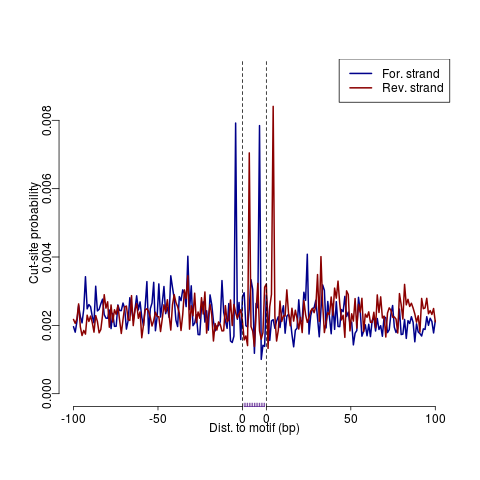 For. strand
Rev. strand
Cut-site probability
0.008
0.006
0.004
0.002
0.000
-100 -50 0 0 50 100
Dist. to motif (bp)